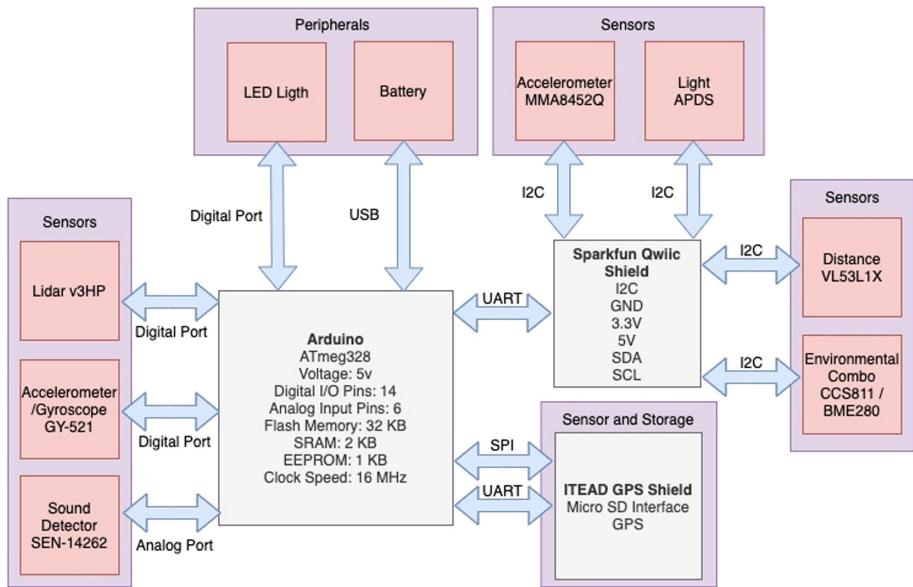 Peripherals
LED Ligth
Battery
Digital Port
USB
Sensors
Accelerometer
MMA8452Q
Light
APDS
I2C
I2C
Sensors
Lidar v3HP
Digital Port
Accelerometer
/Gyroscope
GY-521
Digital Port
Sound
Detector
SEN-14262
Analog Port
Arduino
ATmeg328
Voltage: 5v
Digital I/O Pins: 14
Analog Input Pins: 6
Flash Memory: 32 KB
SRAM: 2 KB
EEPROM: 1 KB
Clock Speed: 16 MHz
UART
Sparkfun Qwiic
Shield
I2C
GND
3.3V
5V
SDA
SCL
I2C
I2C
Sensors
Distance
VL53L1X
Environmental
Combo
CCS811 /
BME280
SPI
UART
Sensor and Storage
ITEAD GPS Shield
Micro SD Interface
GPS